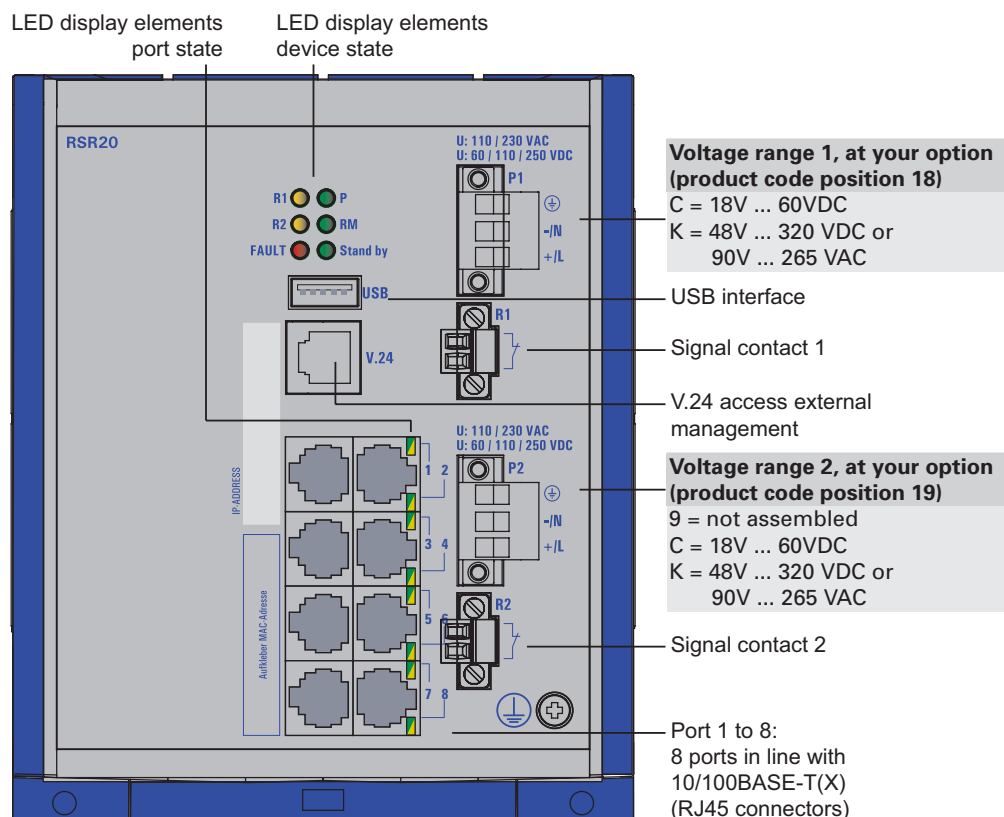 LED display elements
port state
LED display elements
device state
RSR20
U: 110 / 230 VAC
U: 60 / 110 / 250 VDC
P1
-/N
+/L
R1
P
R2
RM
FAULT
Stand by
USB
V.24
R1
IP-ADDRESS
Aufkleber MAC-Adresse
1 2
3 4
5 6
7 8
U: 110 / 230 VAC
U: 60 / 110 / 250 VDC
P2
-/N
+/L
R2
Voltage range 1, at your option
(product code position 18)
C = 18V ... 60VDC
K = 48V ... 320 VDC or
90V ... 265 VAC
USB interface
Signal contact 1
V.24 access external
management
Voltage range 2, at your option
(product code position 19)
9 = not assembled
C = 18V ... 60VDC
K = 48V ... 320 VDC or
90V ... 265 VAC
Signal contact 2
Port 1 to 8:
8 ports in line with
10/100BASE-T(X)
(RJ45 connectors)